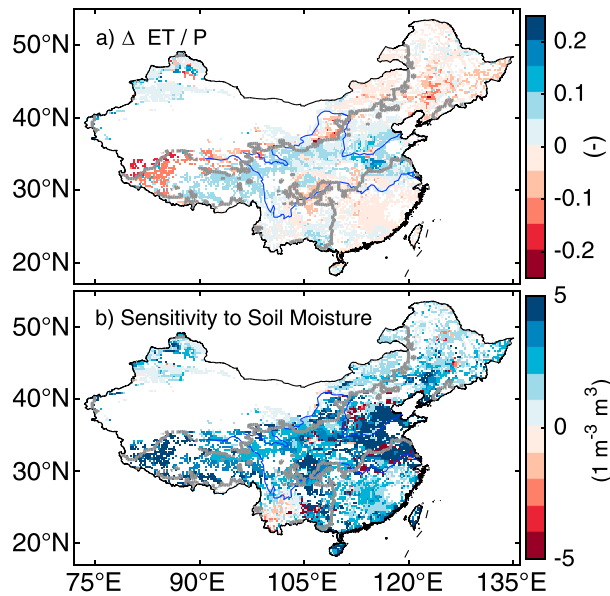 a) Δ ET / P
50°N
40°N
30°N
20°N
0.2
0.1
0
-0.1
-0.2
(-)
b) Sensitivity to Soil Moisture
50°N
40°N
30°N
20°N
5
0
-5
(1 m⁻³ m³)
75°E 90°E 105°E 120°E 135°E